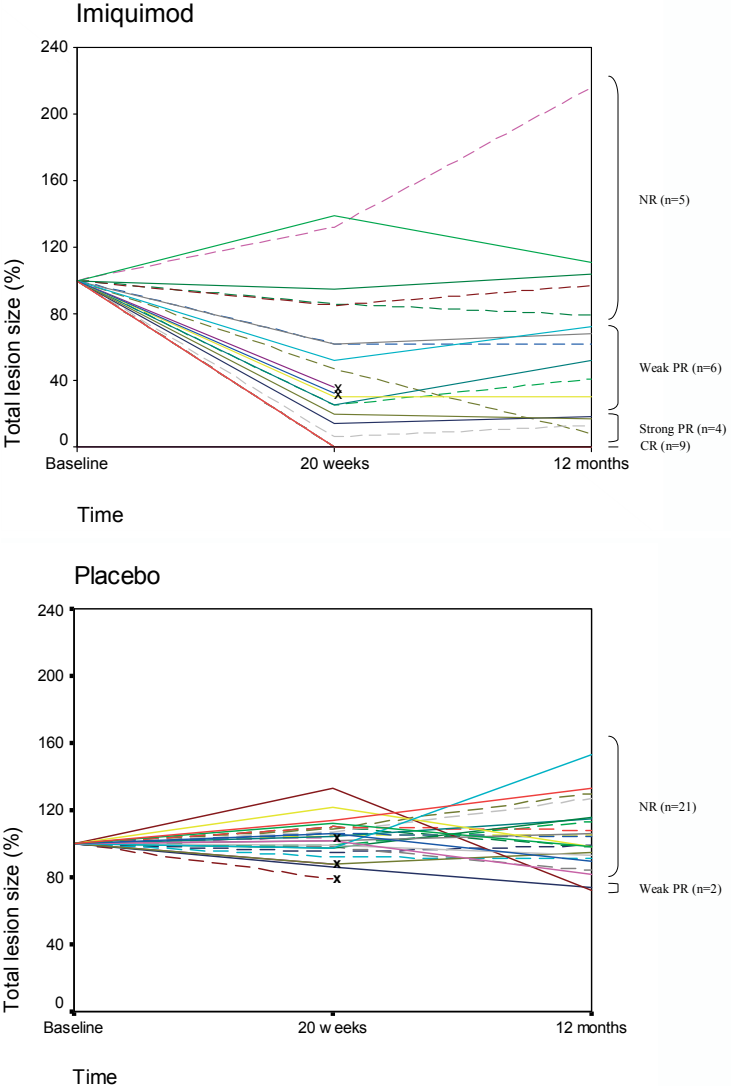 Imiquimod
240
200
160
120
80
40
0
Total lesion size (%)
Baseline
20 weeks
12 months
Time
x
x
NR (n=5)
Weak PR (n=6)
Strong PR (n=4)
CR (n=9)
Placebo
240
200
160
120
80
40
0
Total lesion size (%)
Baseline
20 weeks
12 months
Time
x
x
x
NR (n=21)
Weak PR (n=2)